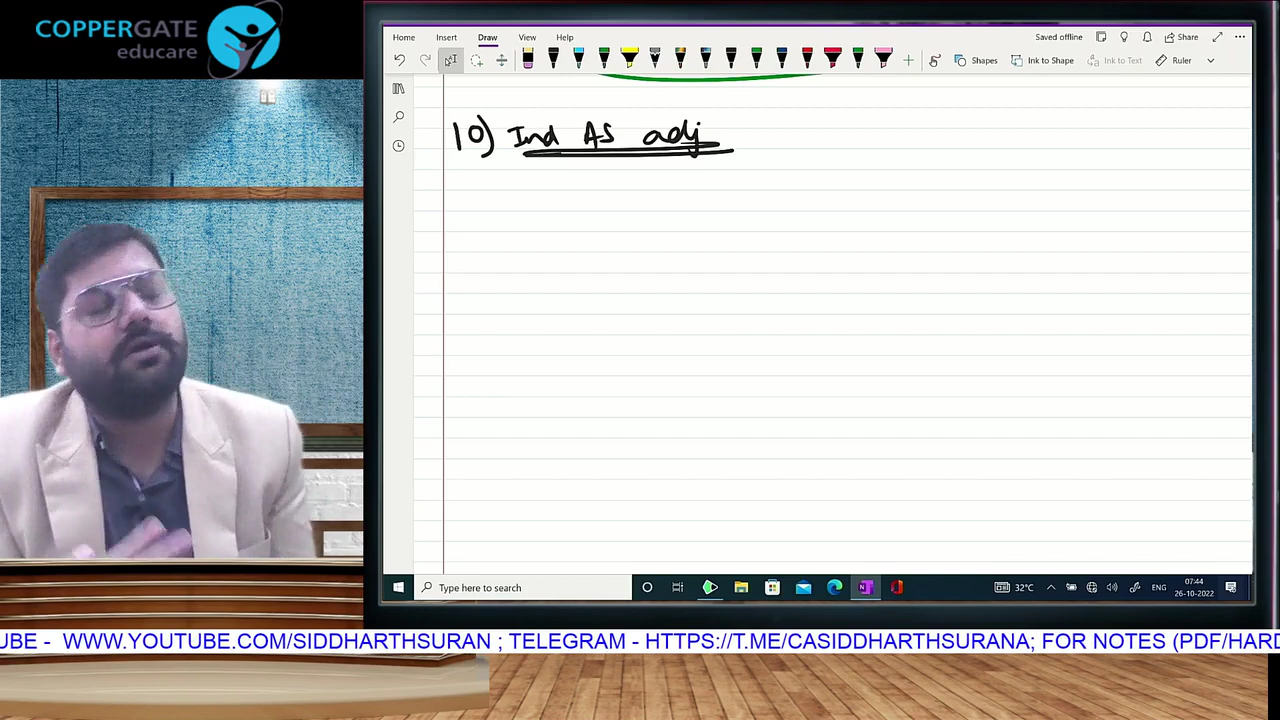 COPPERGATE
educare
Home Insert Draw View Help
Saved offline Share
Shapes Ink to Shape Ink to Text Ruler
10) Ind AS adj
Type here to search
32°C ENG 07:44
26-10-2022
UBE - WWW.YOUTUBE.COM/SIDDHARTHSURAN ; TELEGRAM - HTTPS://T.ME/CASIDDHARTHSURANA; FOR NOTES (PDF/HARD